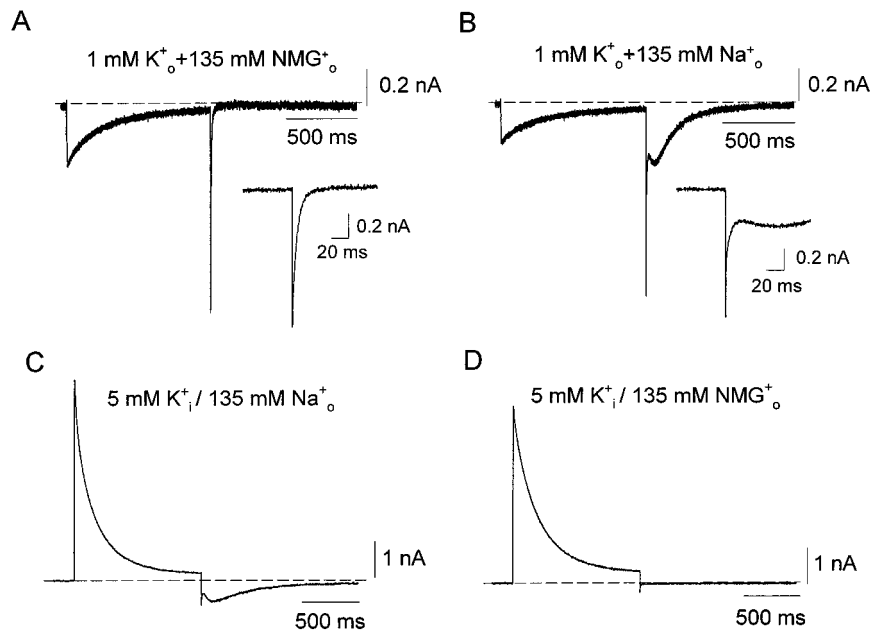 A
1 mM K⁺ₒ+135 mM NMG⁺ₒ
0.2 nA
500 ms
0.2 nA
20 ms
B
1 mM K⁺ₒ+135 mM Na⁺ₒ
0.2 nA
500 ms
0.2 nA
20 ms
C
5 mM K⁺ᵢ / 135 mM Na⁺ₒ
1 nA
500 ms
D
5 mM K⁺ᵢ / 135 mM NMG⁺ₒ
1 nA
500 ms